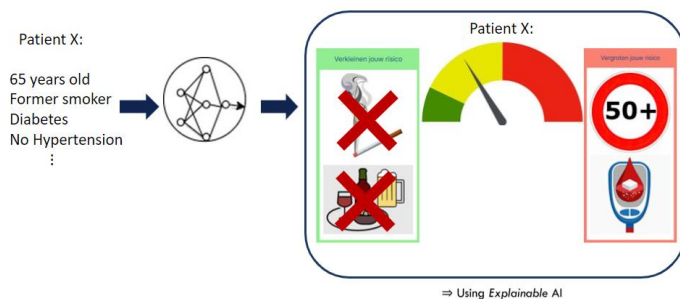 Patient X:
65 years old
Former smoker
Diabetes
No Hypertension
⋮
Patient X:
Verkleinen jouw risico
Vergroten jouw risico
50+
⇒ Using Explainable AI